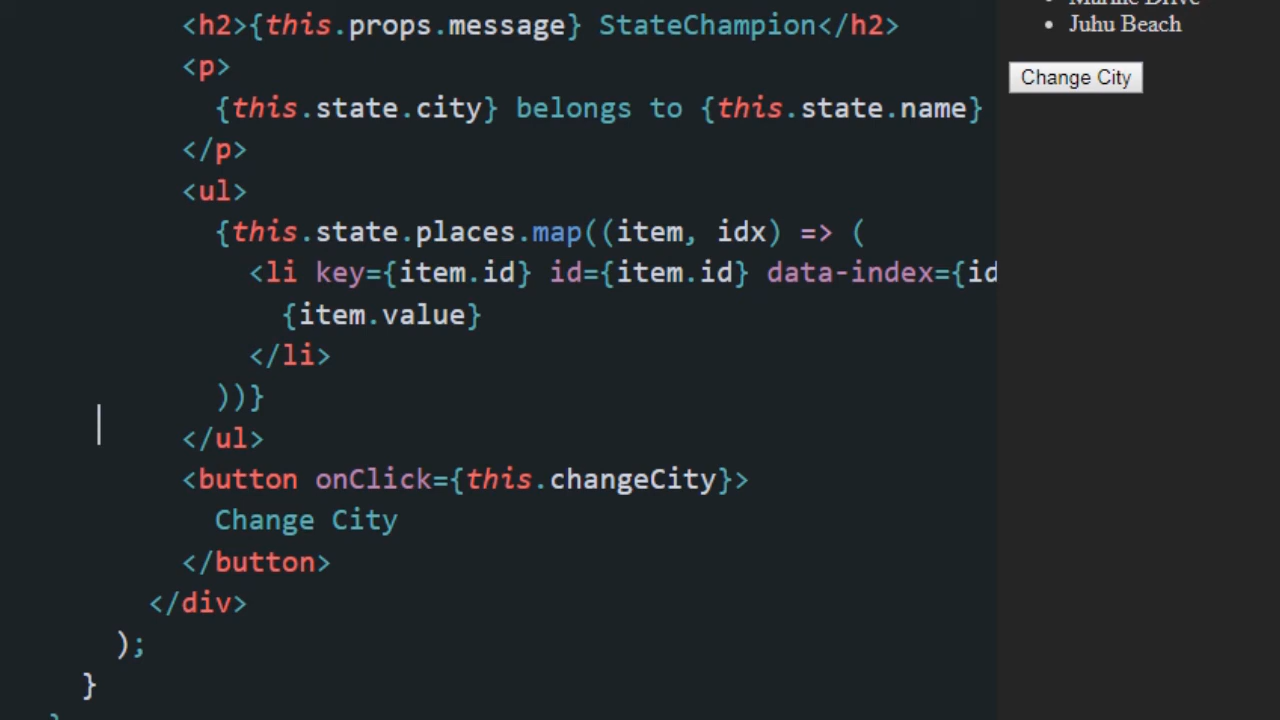 <h2>{this.props.message} StateChampion</h2>
<p>
{this.state.city} belongs to {this.state.name}
</p>
<ul>
{this.state.places.map((item, idx) => (
<li key={item.id} id={item.id} data-index={id
{item.value}
</li>
))}
</ul>
<button onClick={this.changeCity}>
Change City
</button>
</div>
);
}
Marine Drive
Juhu Beach
Change City